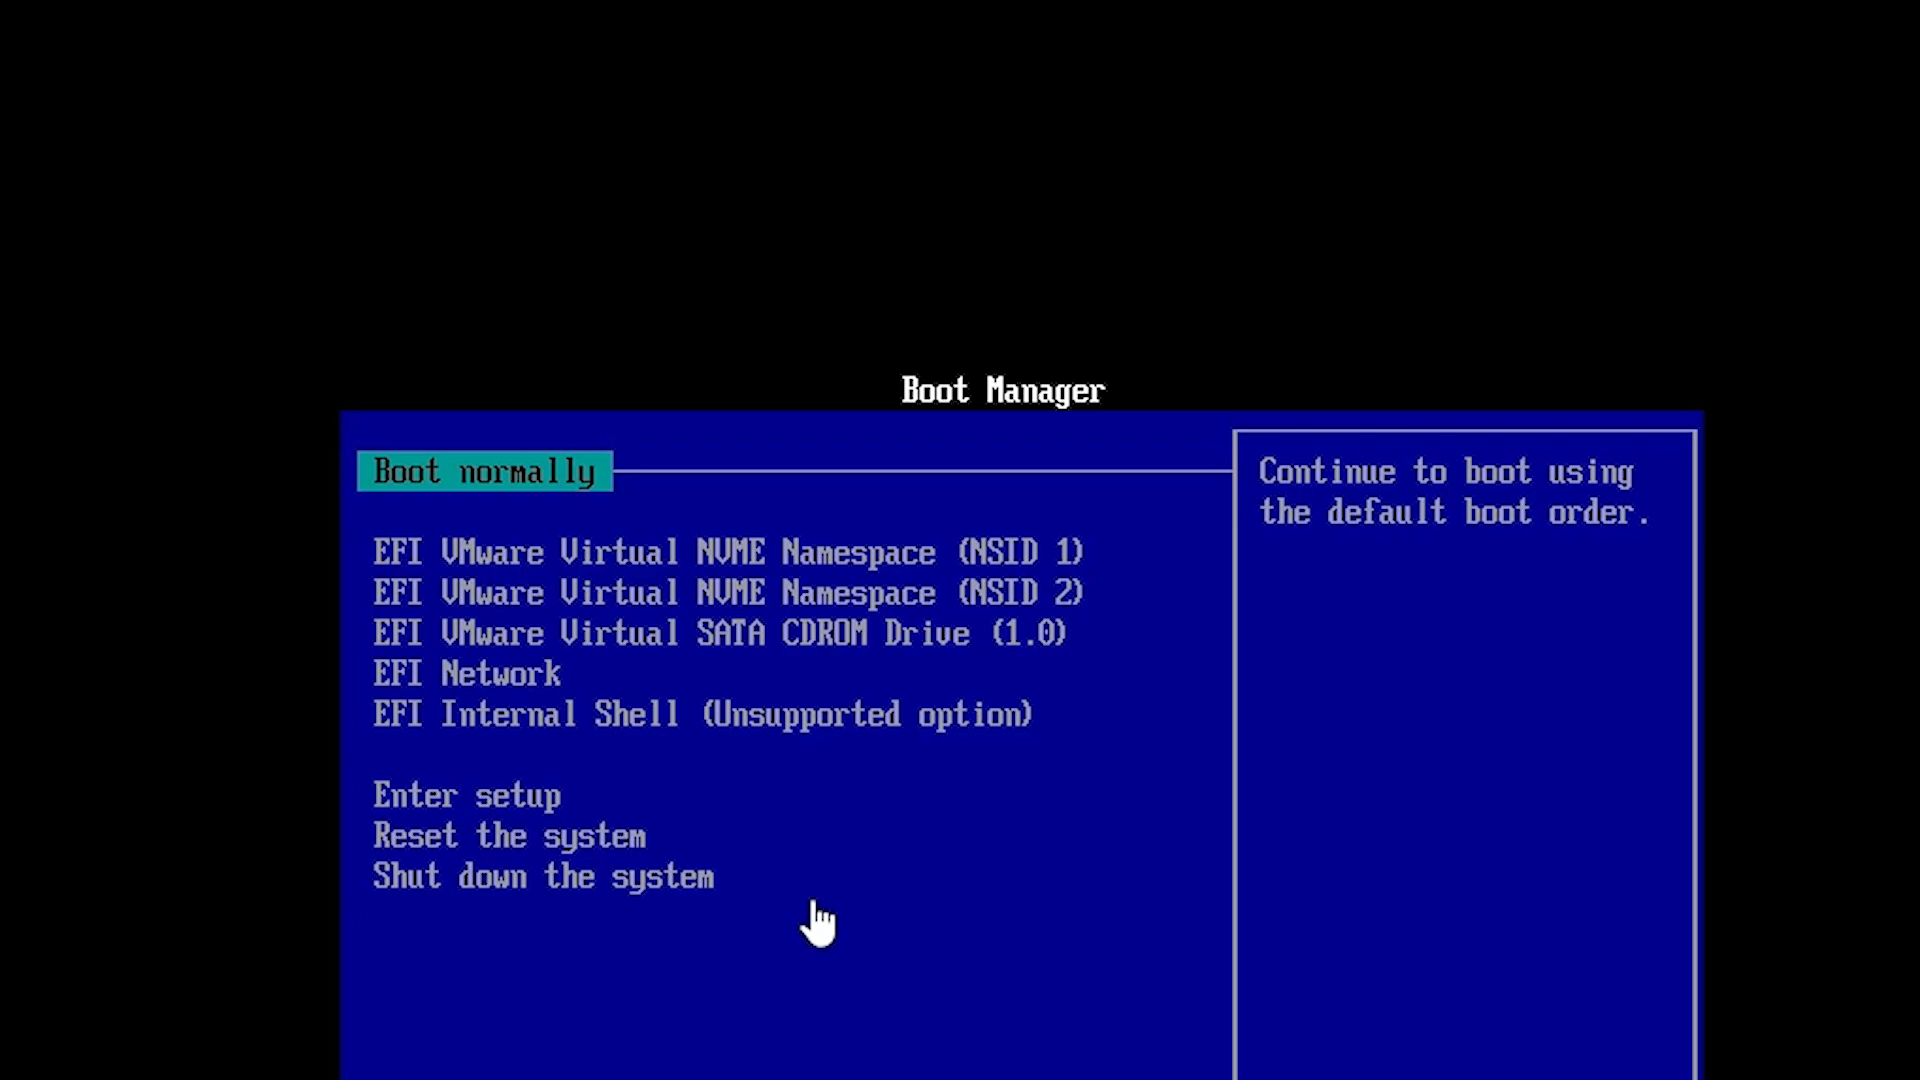 Boot Manager
Boot normally
Continue to boot using
the default boot order.
EFI VMware Virtual NVME Namespace (NSID 1)
EFI VMware Virtual NVME Namespace (NSID 2)
EFI VMware Virtual SATA CDROM Drive (1.0)
EFI Network
EFI Internal Shell (Unsupported option)
Enter setup
Reset the system
Shut down the system